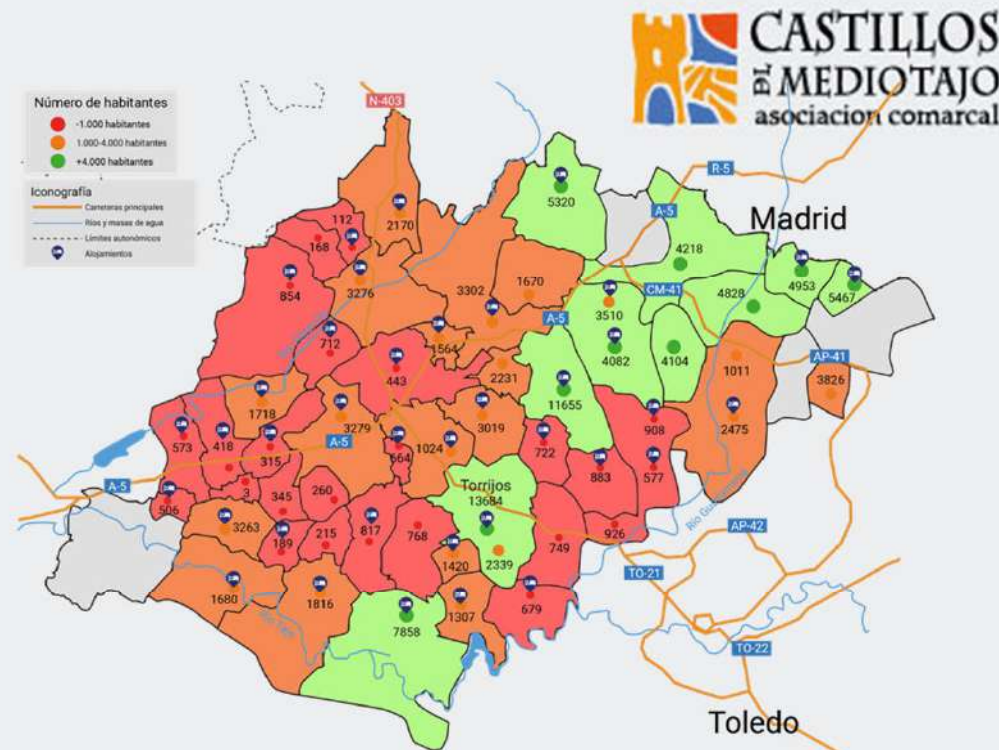 CASTILLOS
DEL MEDIOTAJO
asociacion comarcal
Número de habitantes
-1.000 habitantes
1.000-4.000 habitantes
+4.000 habitantes
Iconografía
Carreteras principales
Ríos y masas de agua
Límites autonómicos
Alojamientos
N-403
R-5
Madrid
A-5
CM-41
A-5
AP-41
A-5
A-5
AP-42
TO-21
TO-22
Toledo
112
168
2170
5320
4218
854
3276
3302
1670
3510
4828
4953
5467
712
1564
443
2231
4082
4104
1011
3826
11655
2475
1718
3279
3019
573
418
315
664
1024
722
908
883
577
Torrijos
13684
506
3
345
260
3263
189
215
817
768
2339
749
926
1420
1680
1816
7858
1307
679
Río Tajo